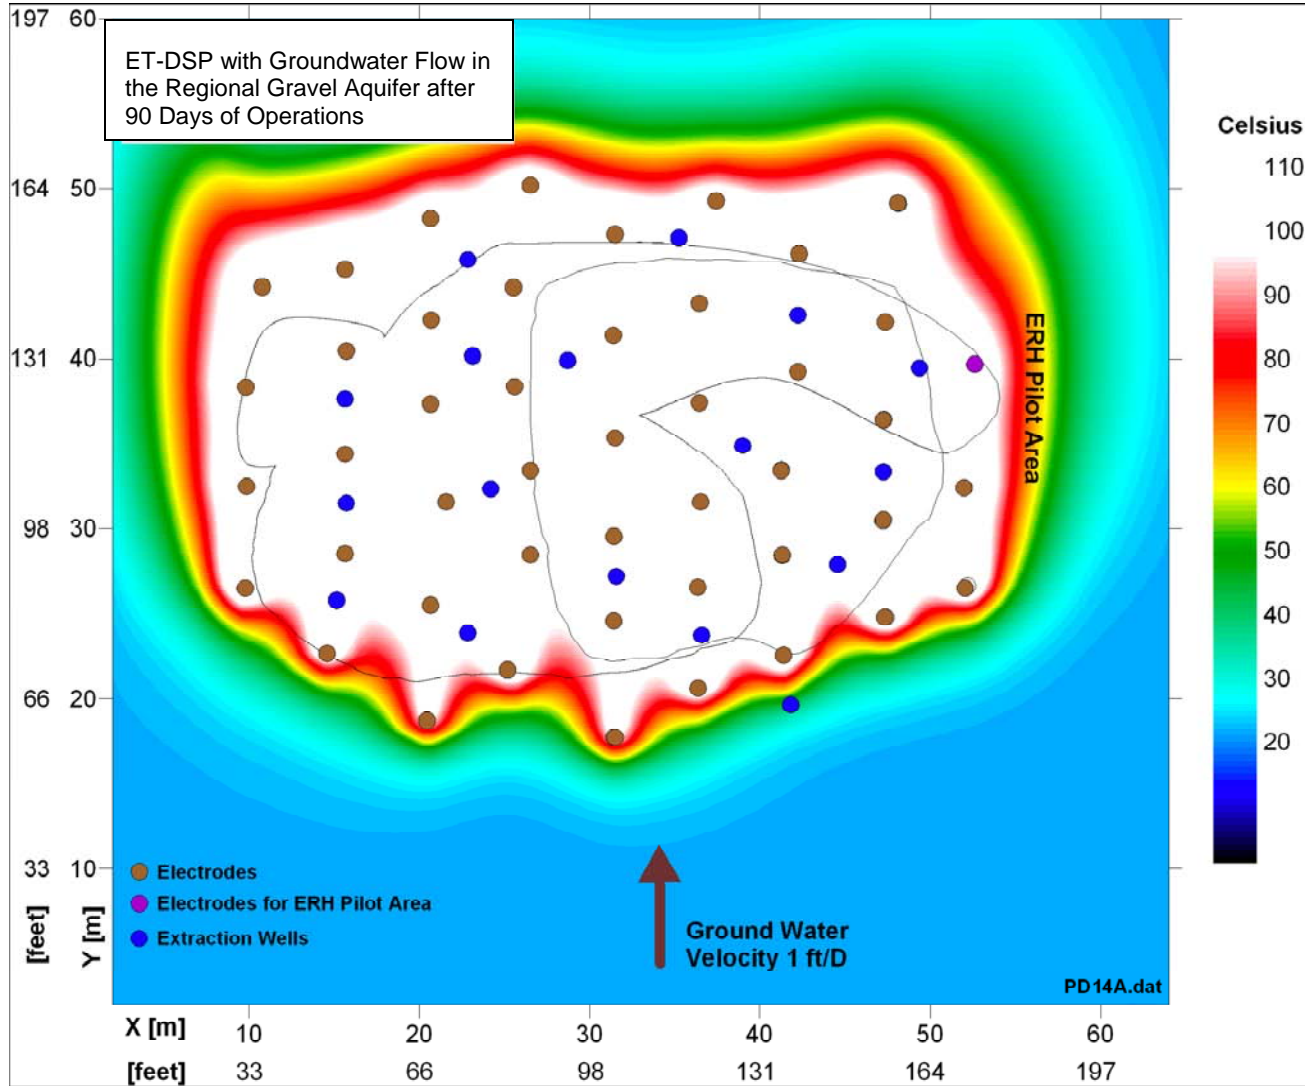 ET-DSP with Groundwater Flow in
the Regional Gravel Aquifer after
90 Days of Operations
197 60
164 50
131 40
98 30
66 20
33 10
[feet]
Y [m]
Celsius
110
100
90
80
70
60
50
40
30
20
ERH Pilot Area
Electrodes
Electrodes for ERH Pilot Area
Extraction Wells
Ground Water
Velocity 1 ft/D
PD14A.dat
X [m] 10 20 30 40 50 60
[feet] 33 66 98 131 164 197